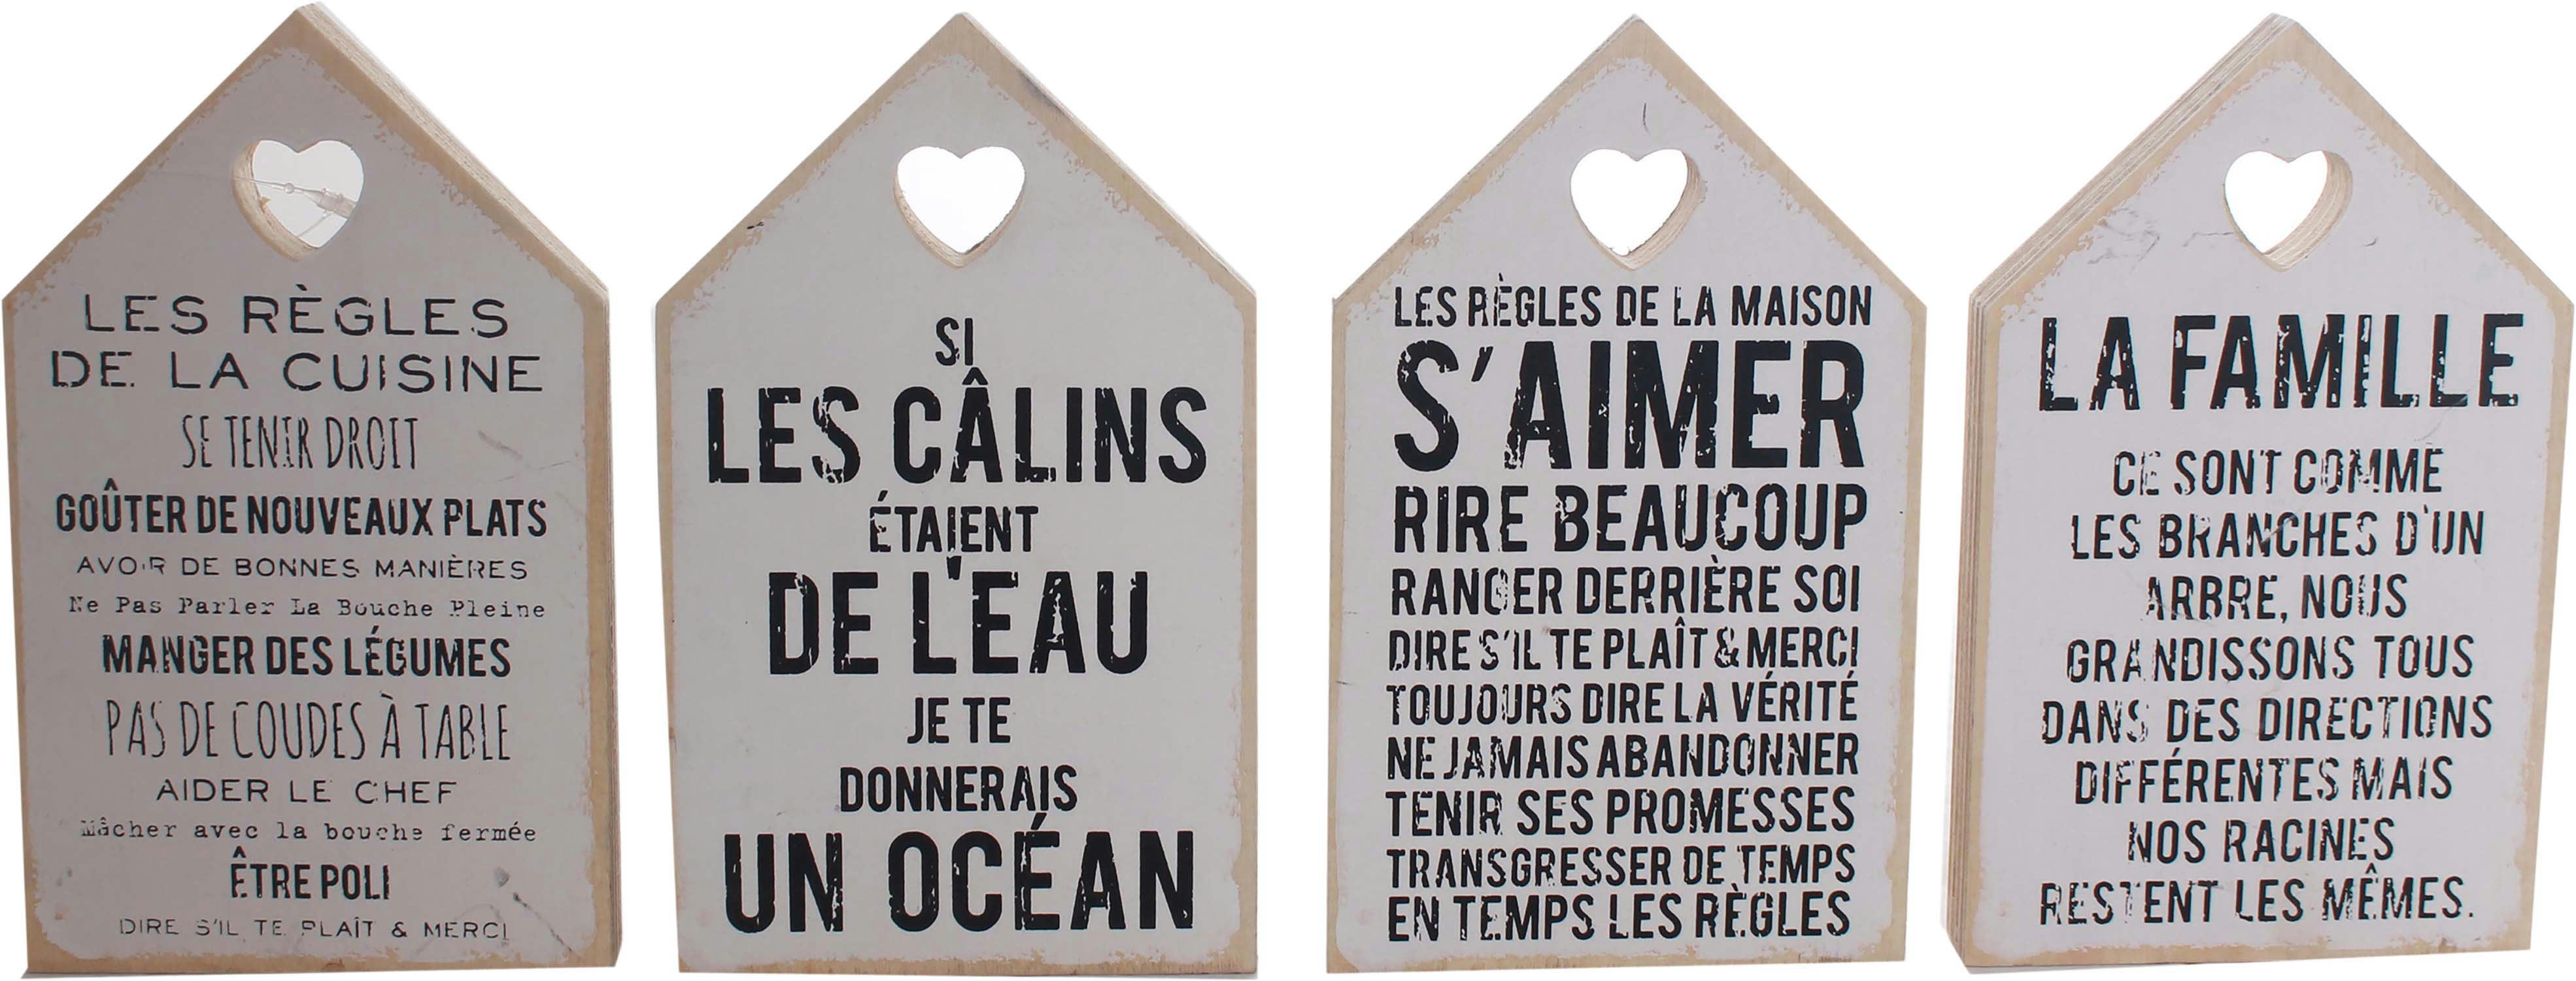 LES RÈGLES
DE LA CUISINE
SE TENIR DROIT
GOÛTER DE NOUVEAUX PLATS
AVOIR DE BONNES MANIÈRES
Ne Pas Parler La Bouche Pleine
MANGER DES LÉGUMES
PAS DE COUDES À TABLE
AIDER LE CHEF
Mâcher avec la bouche fermée
ÊTRE POLI
DIRE S'IL TE PLAÎT & MERCI
SI
LES CÂLINS
ÉTAIENT
DE L'EAU
JE TE
DONNERAIS
UN OCÉAN
LES RÈGLES DE LA MAISON
S'AIMER
RIRE BEAUCOUP
RANGER DERRIÈRE SOI
DIRE S'IL TE PLAÎT & MERCI
TOUJOURS DIRE LA VÉRITÉ
NE JAMAIS ABANDONNER
TENIR SES PROMESSES
TRANSGRESSER DE TEMPS
EN TEMPS LES RÈGLES
LA FAMILLE
CE SONT COMME
LES BRANCHES D'UN
ARBRE, NOUS
GRANDISSONS TOUS
DANS DES DIRECTIONS
DIFFÉRENTES MAIS
NOS RACINES
RESTENT LES MÊMES.